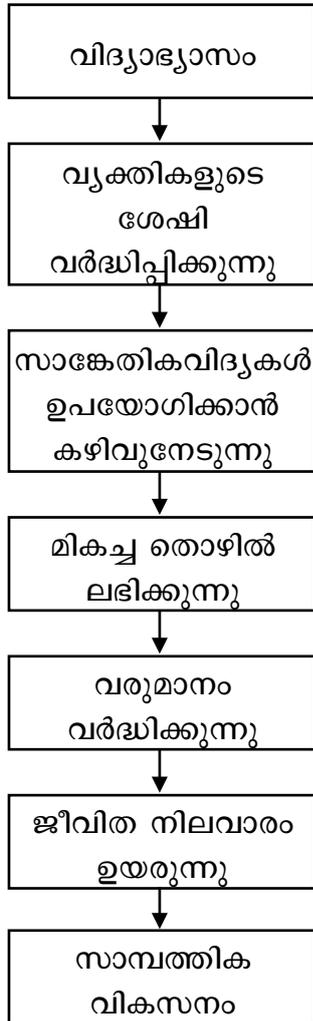 വിദ്യാഭ്യാസം
വ്യക്തികളുടെ
ശേഷി
വർദ്ധിപ്പിക്കുന്നു
സാങ്കേതികവിദ്യകൾ
ഉപയോഗിക്കാൻ
കഴിവുനേടുന്നു
മികച്ച തൊഴിൽ
ലഭിക്കുന്നു
വരുമാനം
വർദ്ധിക്കുന്നു
ജീവിത നിലവാരം
ഉയരുന്നു
സാമ്പത്തിക
വികസനം